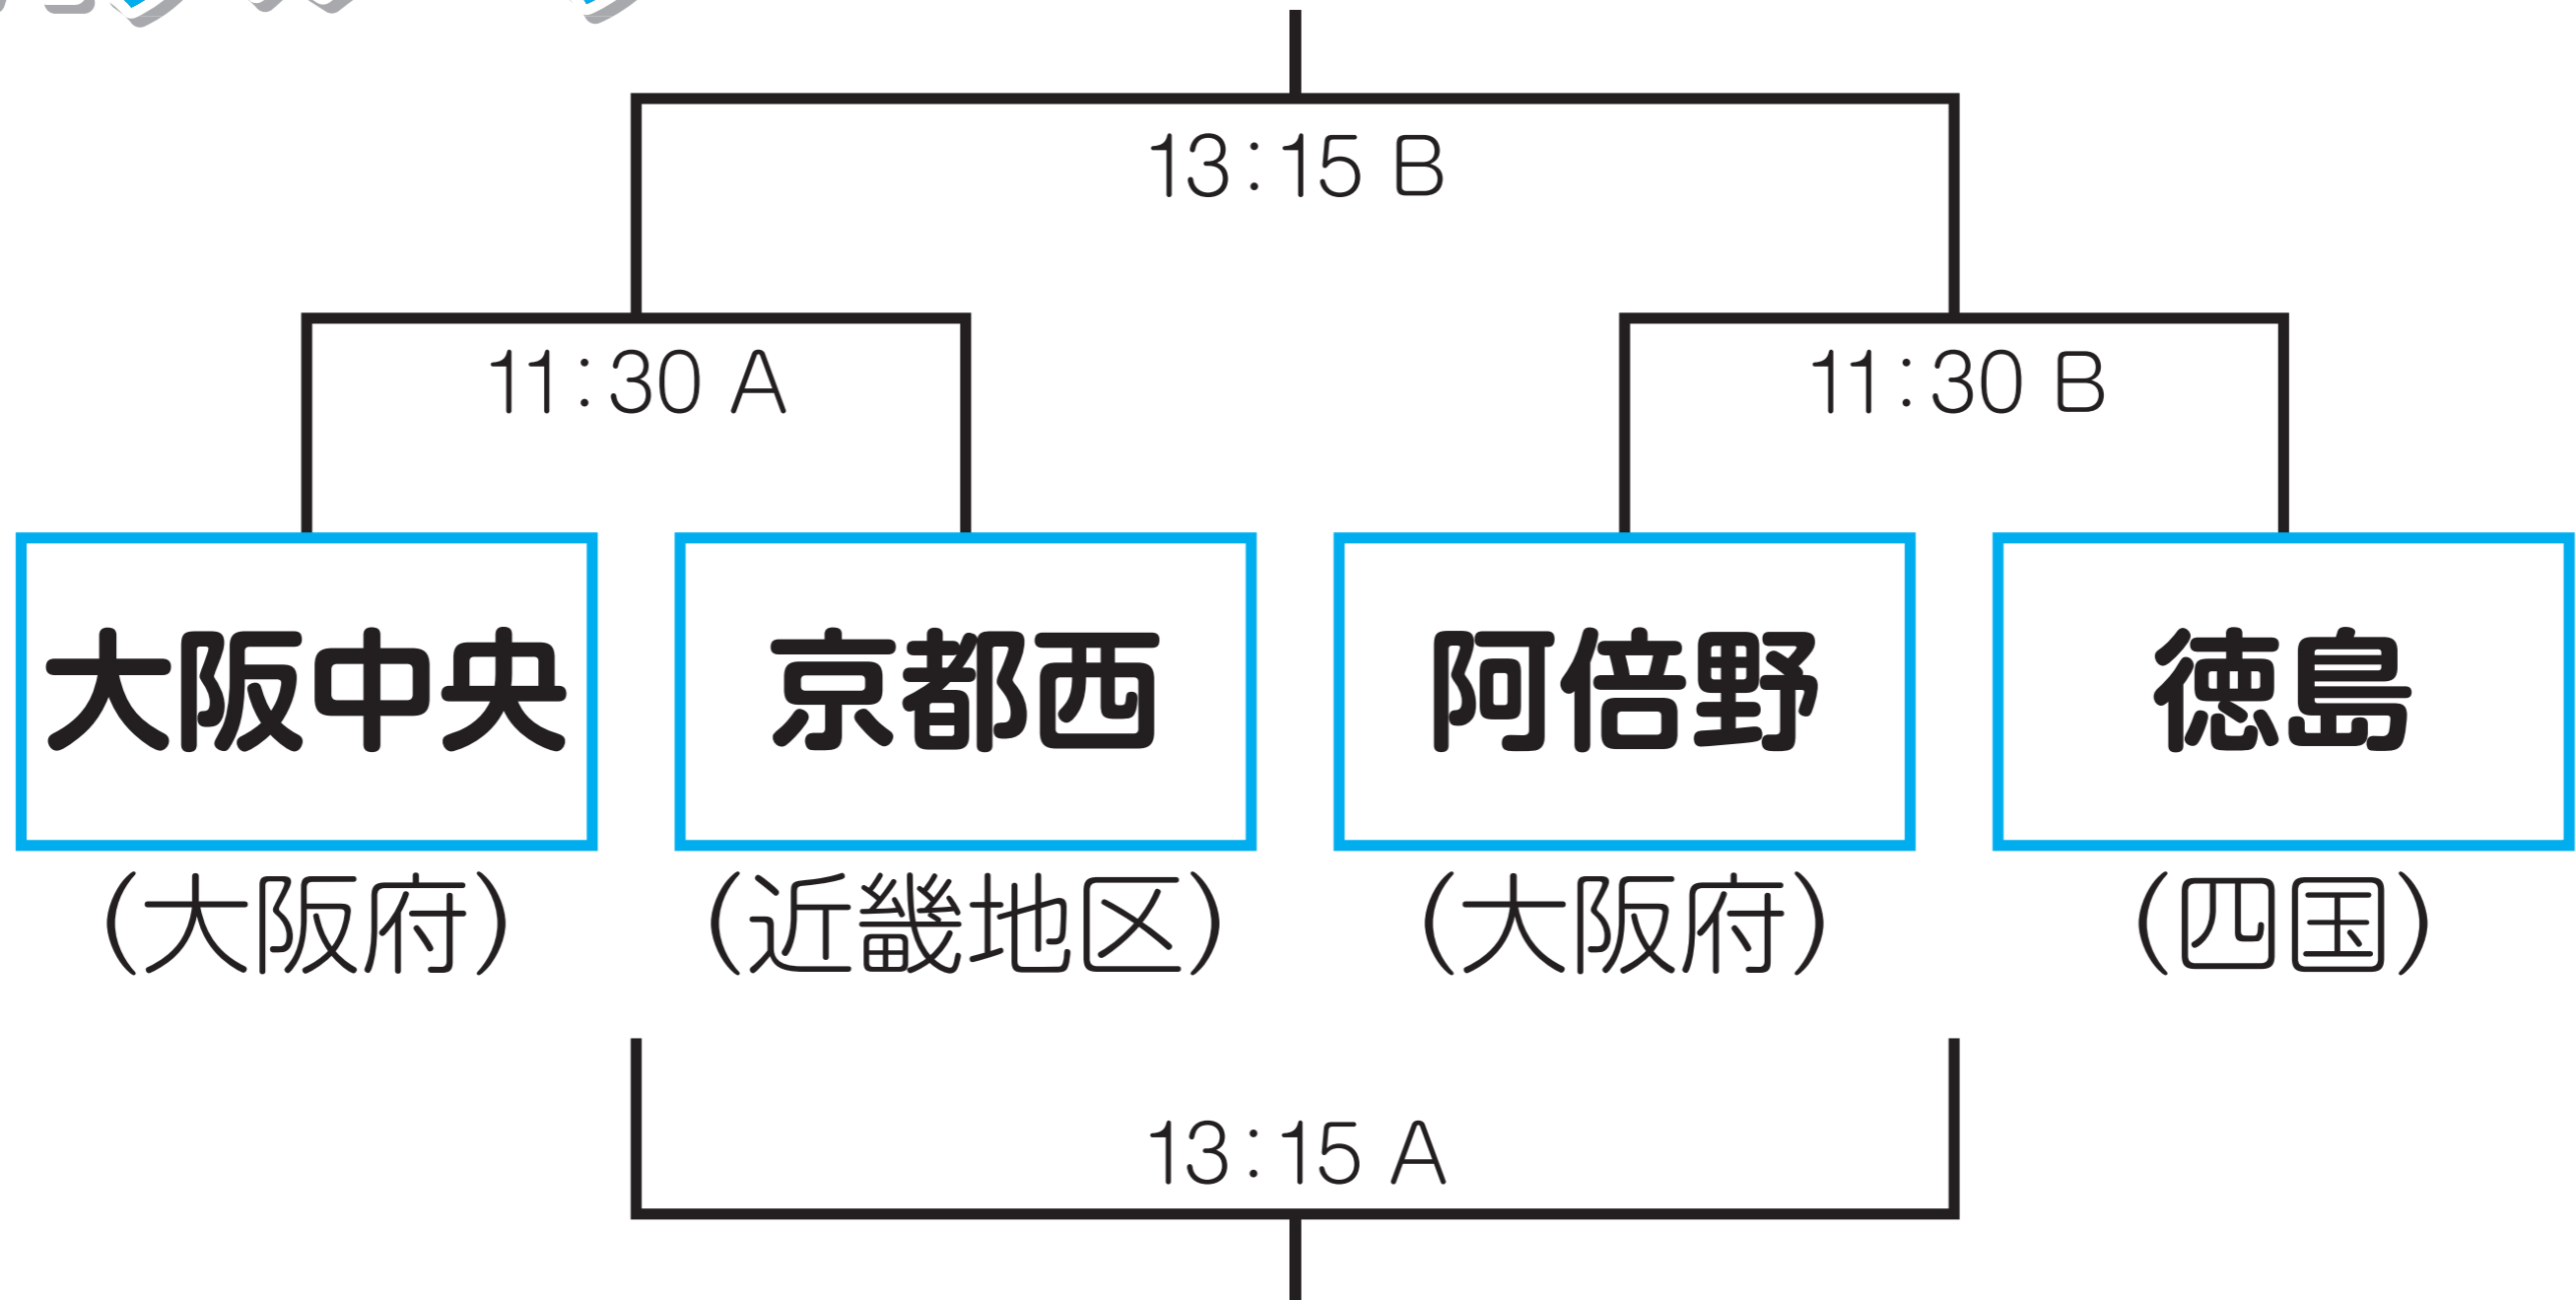 13:15 B
11:30 A
11:30 B
大阪中央
京都西
阿倍野
徳島
(大阪府)
(近畿地区)
(大阪府)
(四国)
13:15 A